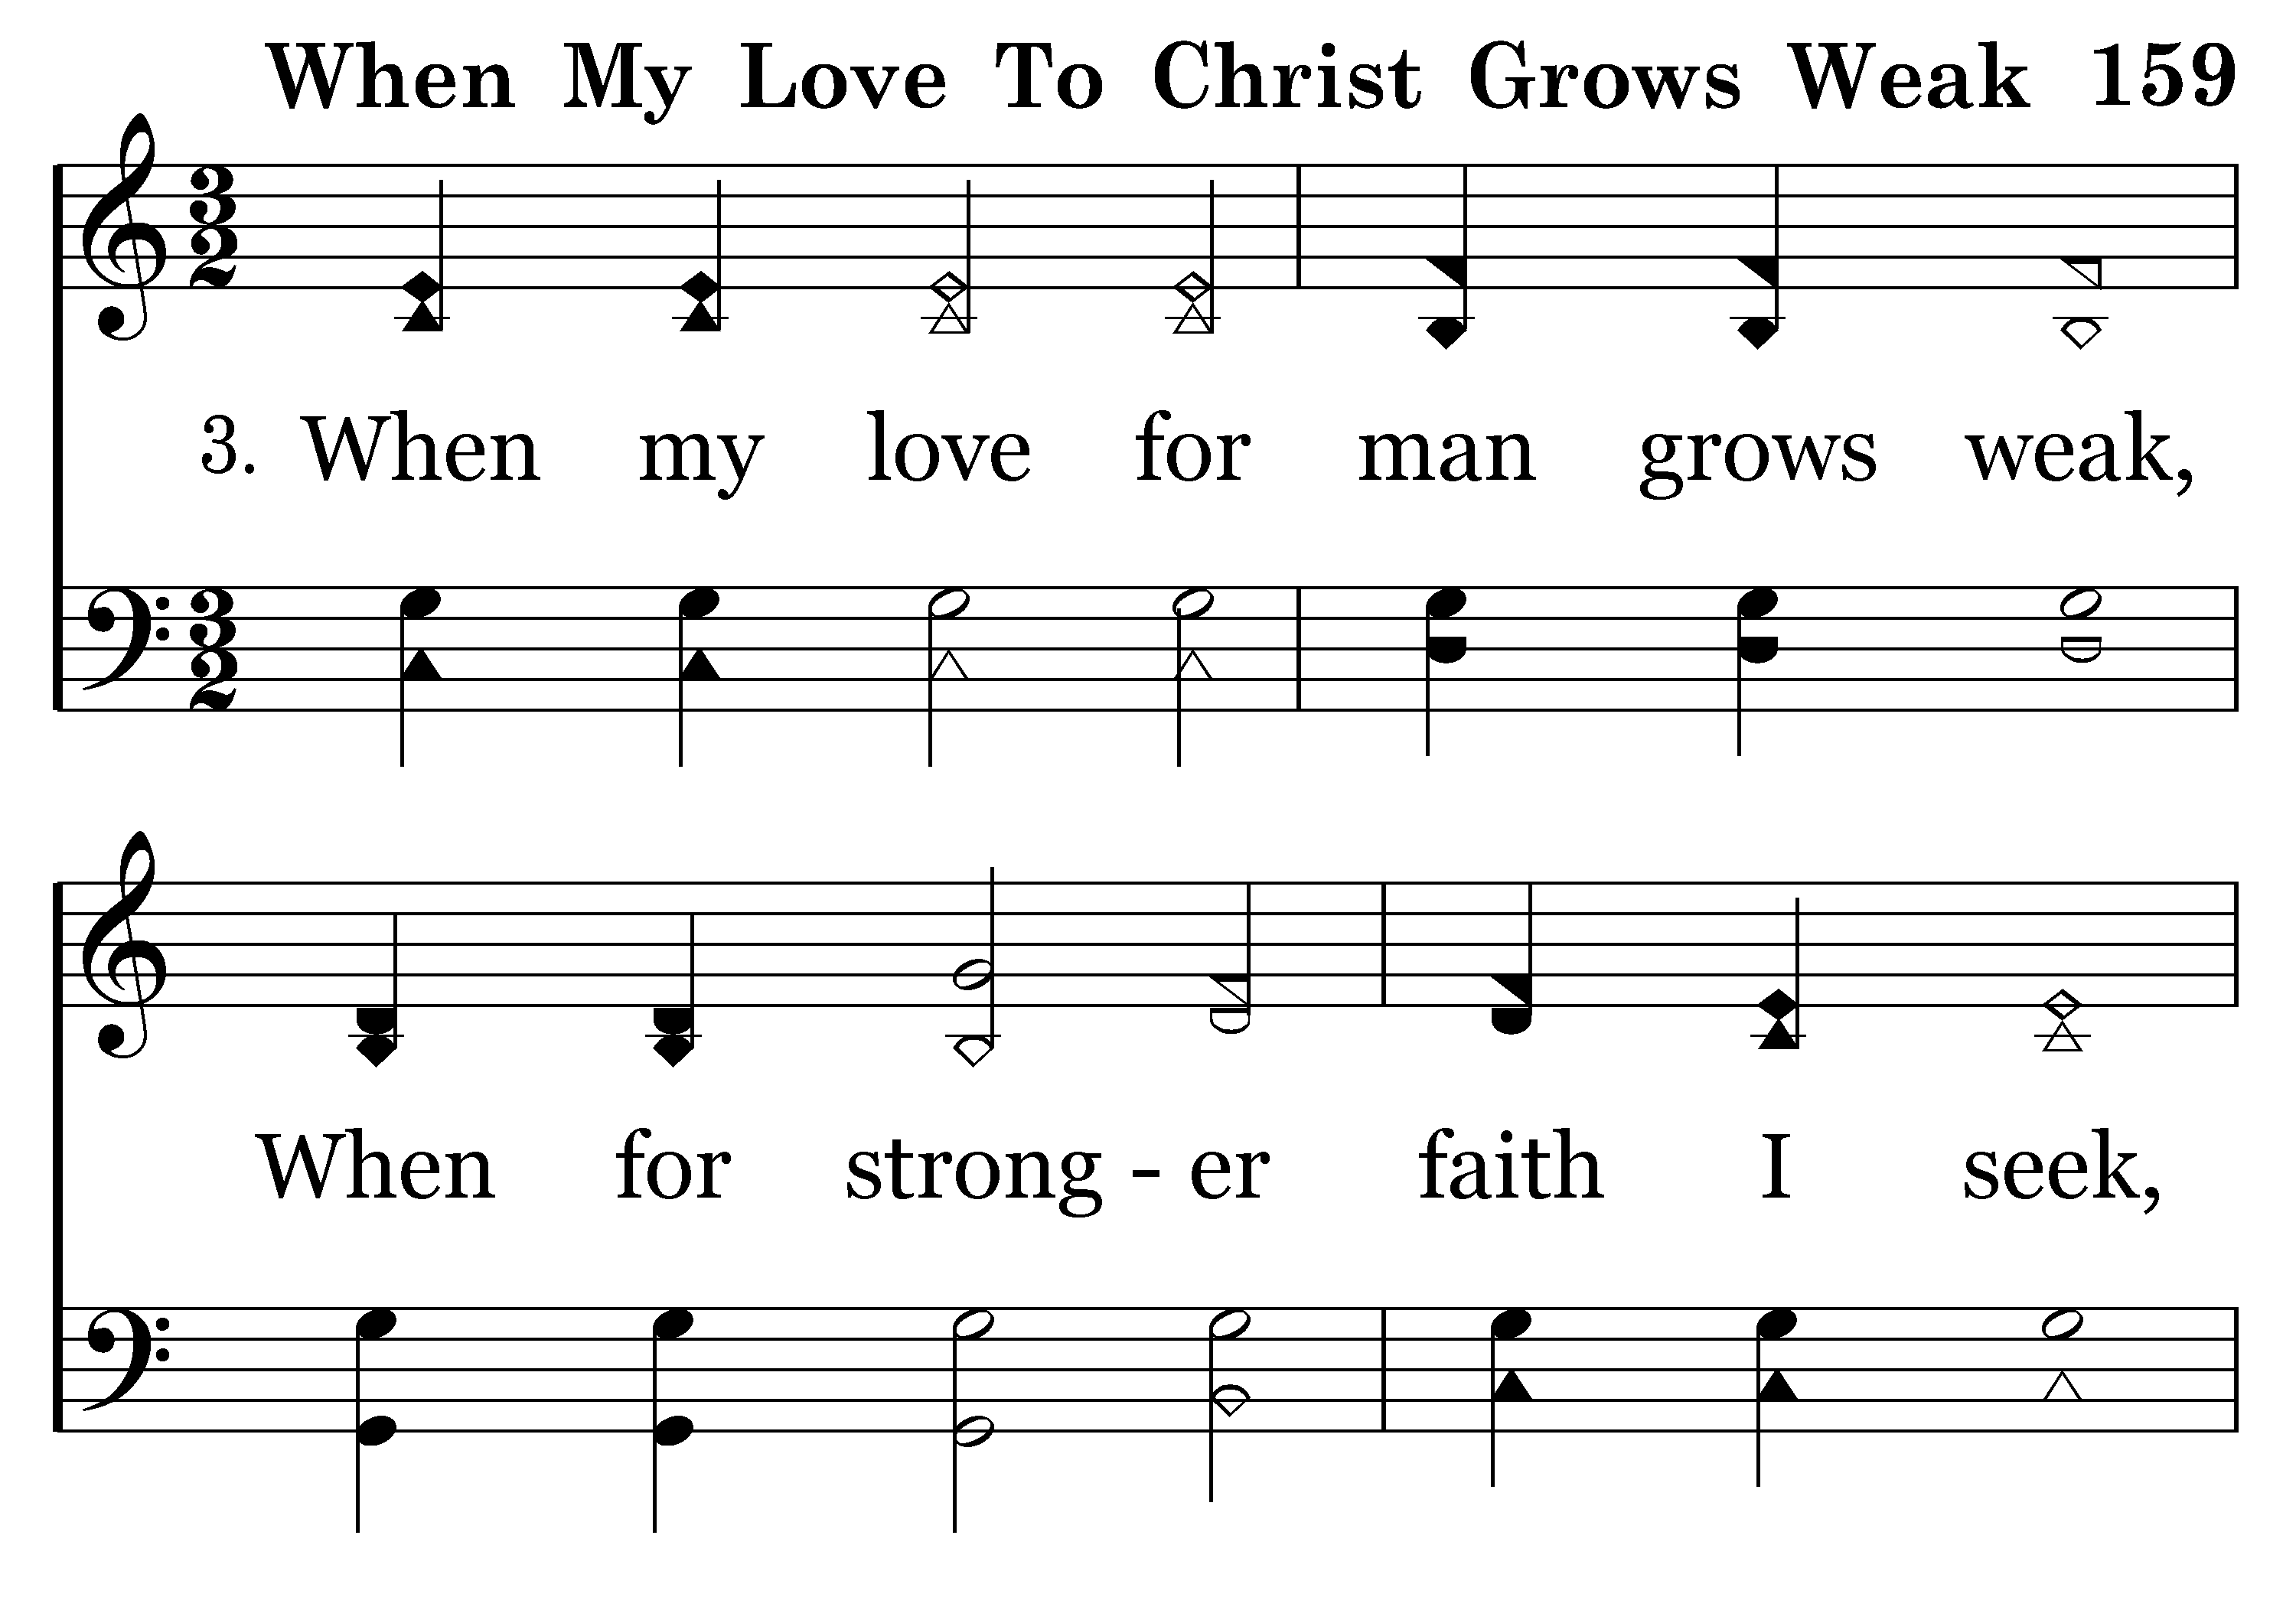 When My Love To Christ Grows Weak 159
3. When my love for man grows weak,
When for strong - er faith I seek,